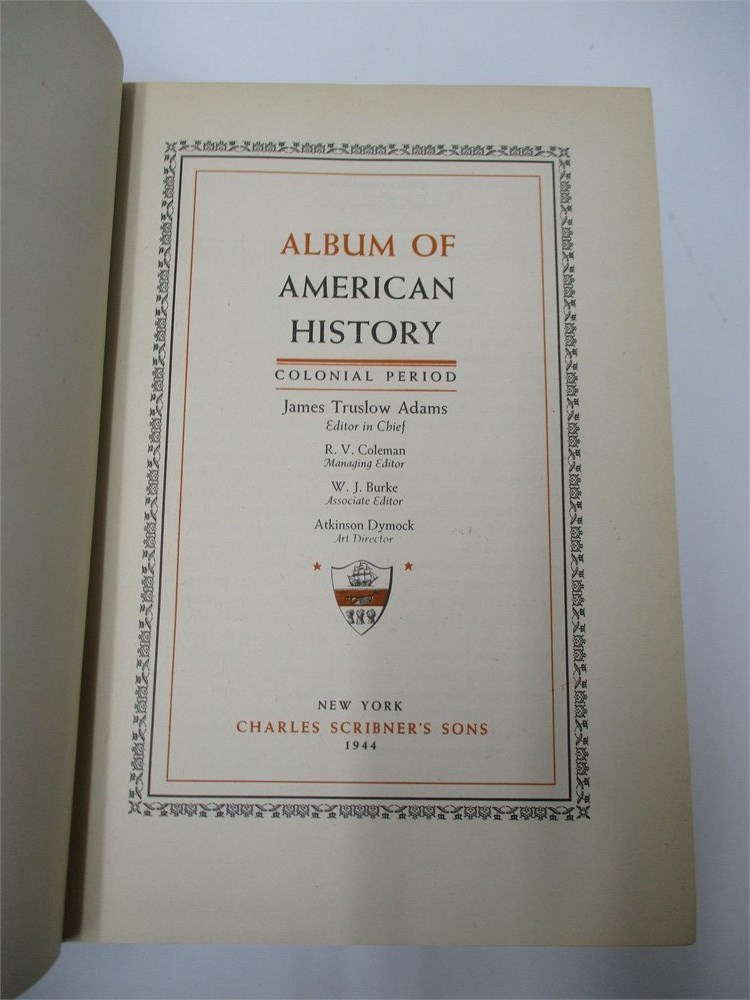 ALBUM OF
AMERICAN
HISTORY
COLONIAL PERIOD
James Truslow Adams
Editor in Chief
R. V. Coleman
Managing Editor
W. J. Burke
Associate Editor
Atkinson Dymock
Art Director
NEW YORK
CHARLES SCRIBNER'S SONS
1944